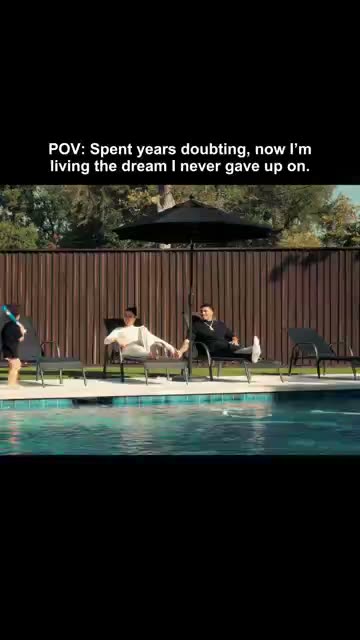 POV: Spent years doubting, now I’m
living the dream I never gave up on.